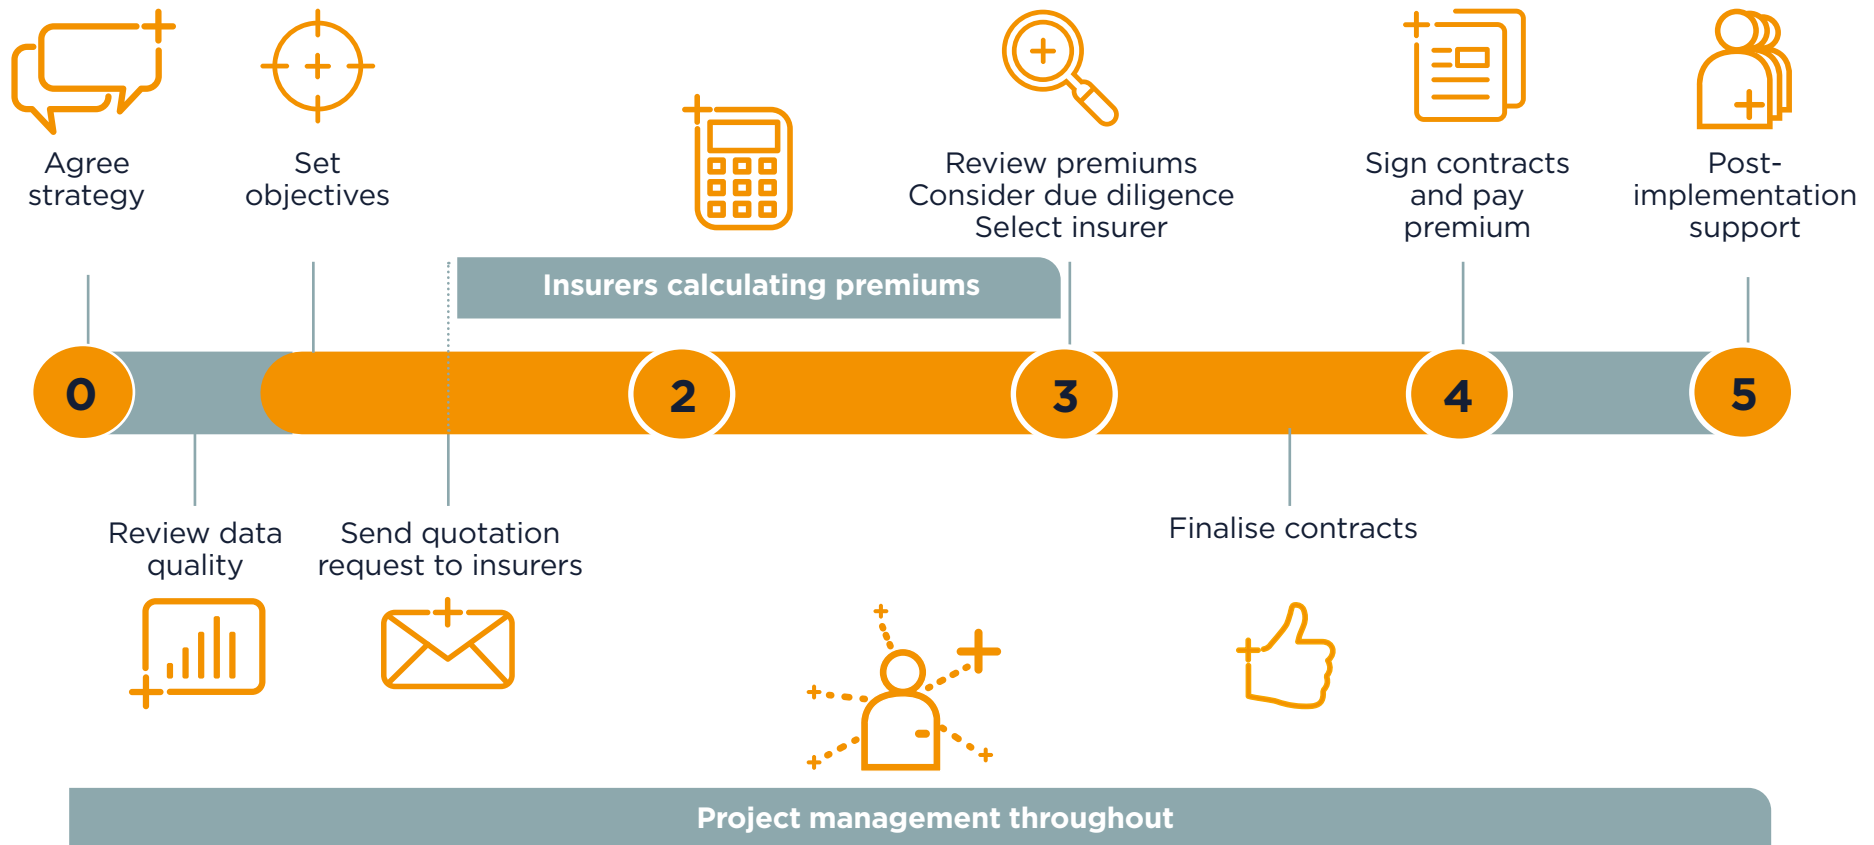 Agree
strategy
Set
objectives
Review premiums
Consider due diligence
Select insurer
Sign contracts
and pay
premium
Post-
implementation
support
Insurers calculating premiums
0
2
3
4
5
Review data
quality
Send quotation
request to insurers
Finalise contracts
Project management throughout